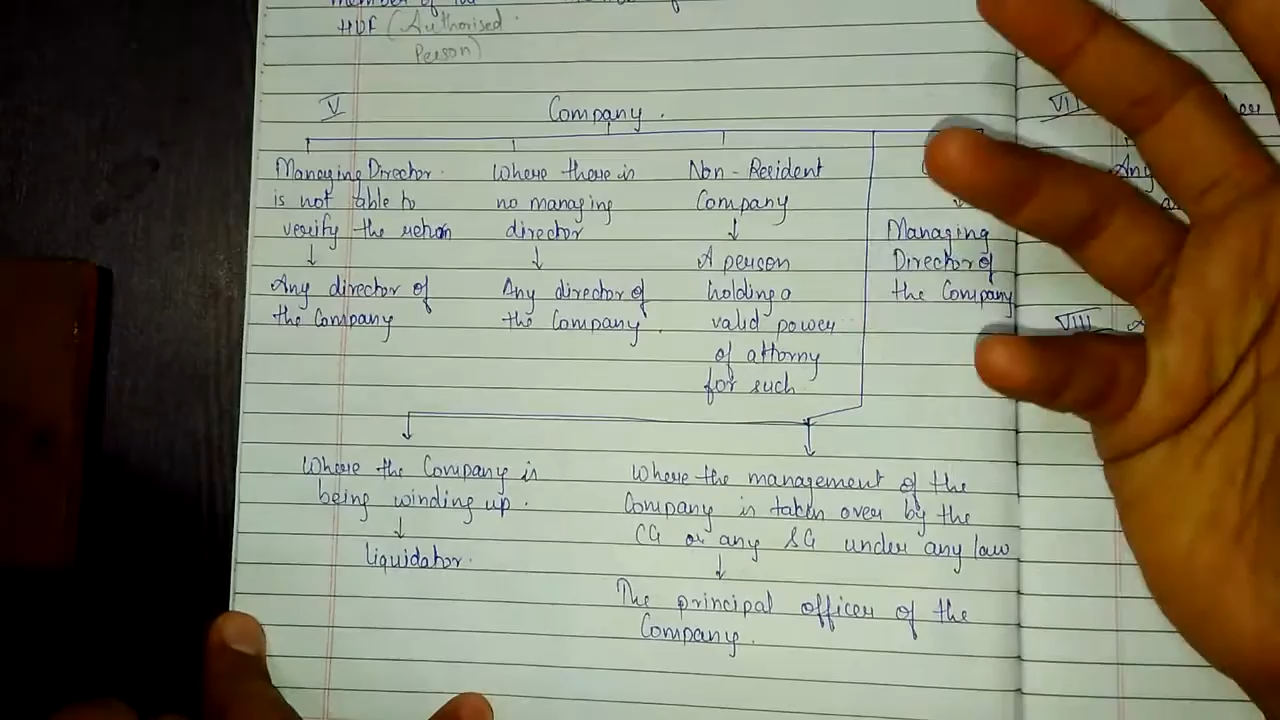 HUF (Authorised
Person)
V Company.
Managing Director
is not able to
verify the return
↓
Any director of
the Company
Where there is
no managing
director
↓
Any director of
the Company.
Non-Resident
Company
↓
A person
holding a
valid power
of attorny
for such
Managing
Director of
the Company
Where the Company is
being winding up.
↓
liquidator.
Where the management of the
Company is taken over by the
CG or any SG under any law
↓
The principal officer of the
Company.
VII
Any
VIII